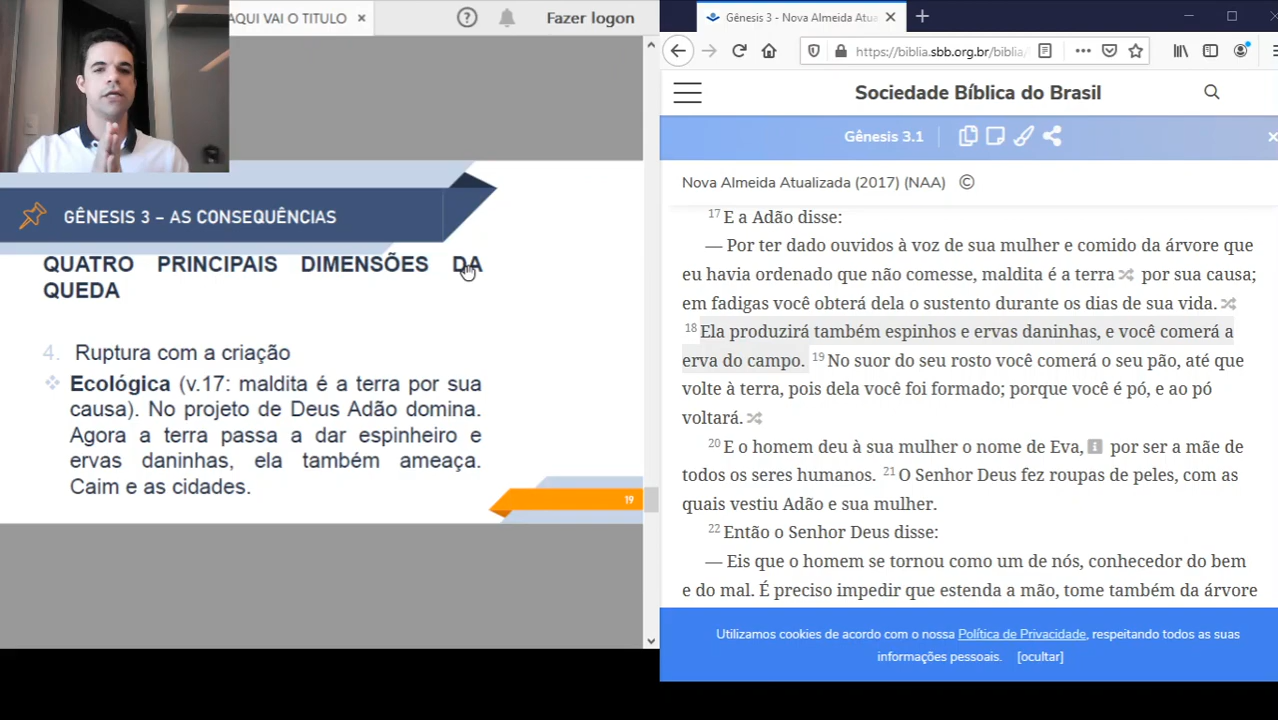 AQUI VAI O TITULO
Fazer logon
GÊNESIS 3 – AS CONSEQUÊNCIAS
QUATRO PRINCIPAIS DIMENSÕES DA
QUEDA
4. Ruptura com a criação
Ecológica (v.17: maldita é a terra por sua
causa). No projeto de Deus Adão domina.
Agora a terra passa a dar espinheiro e
ervas daninhas, ela também ameaça.
Caim e as cidades.
19
Gênesis 3 - Nova Almeida Atua
https://biblia.sbb.org.br/biblia/
Sociedade Bíblica do Brasil
Gênesis 3.1
Nova Almeida Atualizada (2017) (NAA) ©
17 E a Adão disse:
— Por ter dado ouvidos à voz de sua mulher e comido da árvore que
eu havia ordenado que não comesse, maldita é a terra por sua causa;
em fadigas você obterá dela o sustento durante os dias de sua vida.
18 Ela produzirá também espinhos e ervas daninhas, e você comerá a
erva do campo. 19 No suor do seu rosto você comerá o seu pão, até que
volte à terra, pois dela você foi formado; porque você é pó, e ao pó
voltará.
20 E o homem deu à sua mulher o nome de Eva, por ser a mãe de
todos os seres humanos. 21 O Senhor Deus fez roupas de peles, com as
quais vestiu Adão e sua mulher.
22 Então o Senhor Deus disse:
— Eis que o homem se tornou como um de nós, conhecedor do bem
e do mal. É preciso impedir que estenda a mão, tome também da árvore
Utilizamos cookies de acordo com o nossa Política de Privacidade, respeitando todos as suas
informações pessoais. [ocultar]